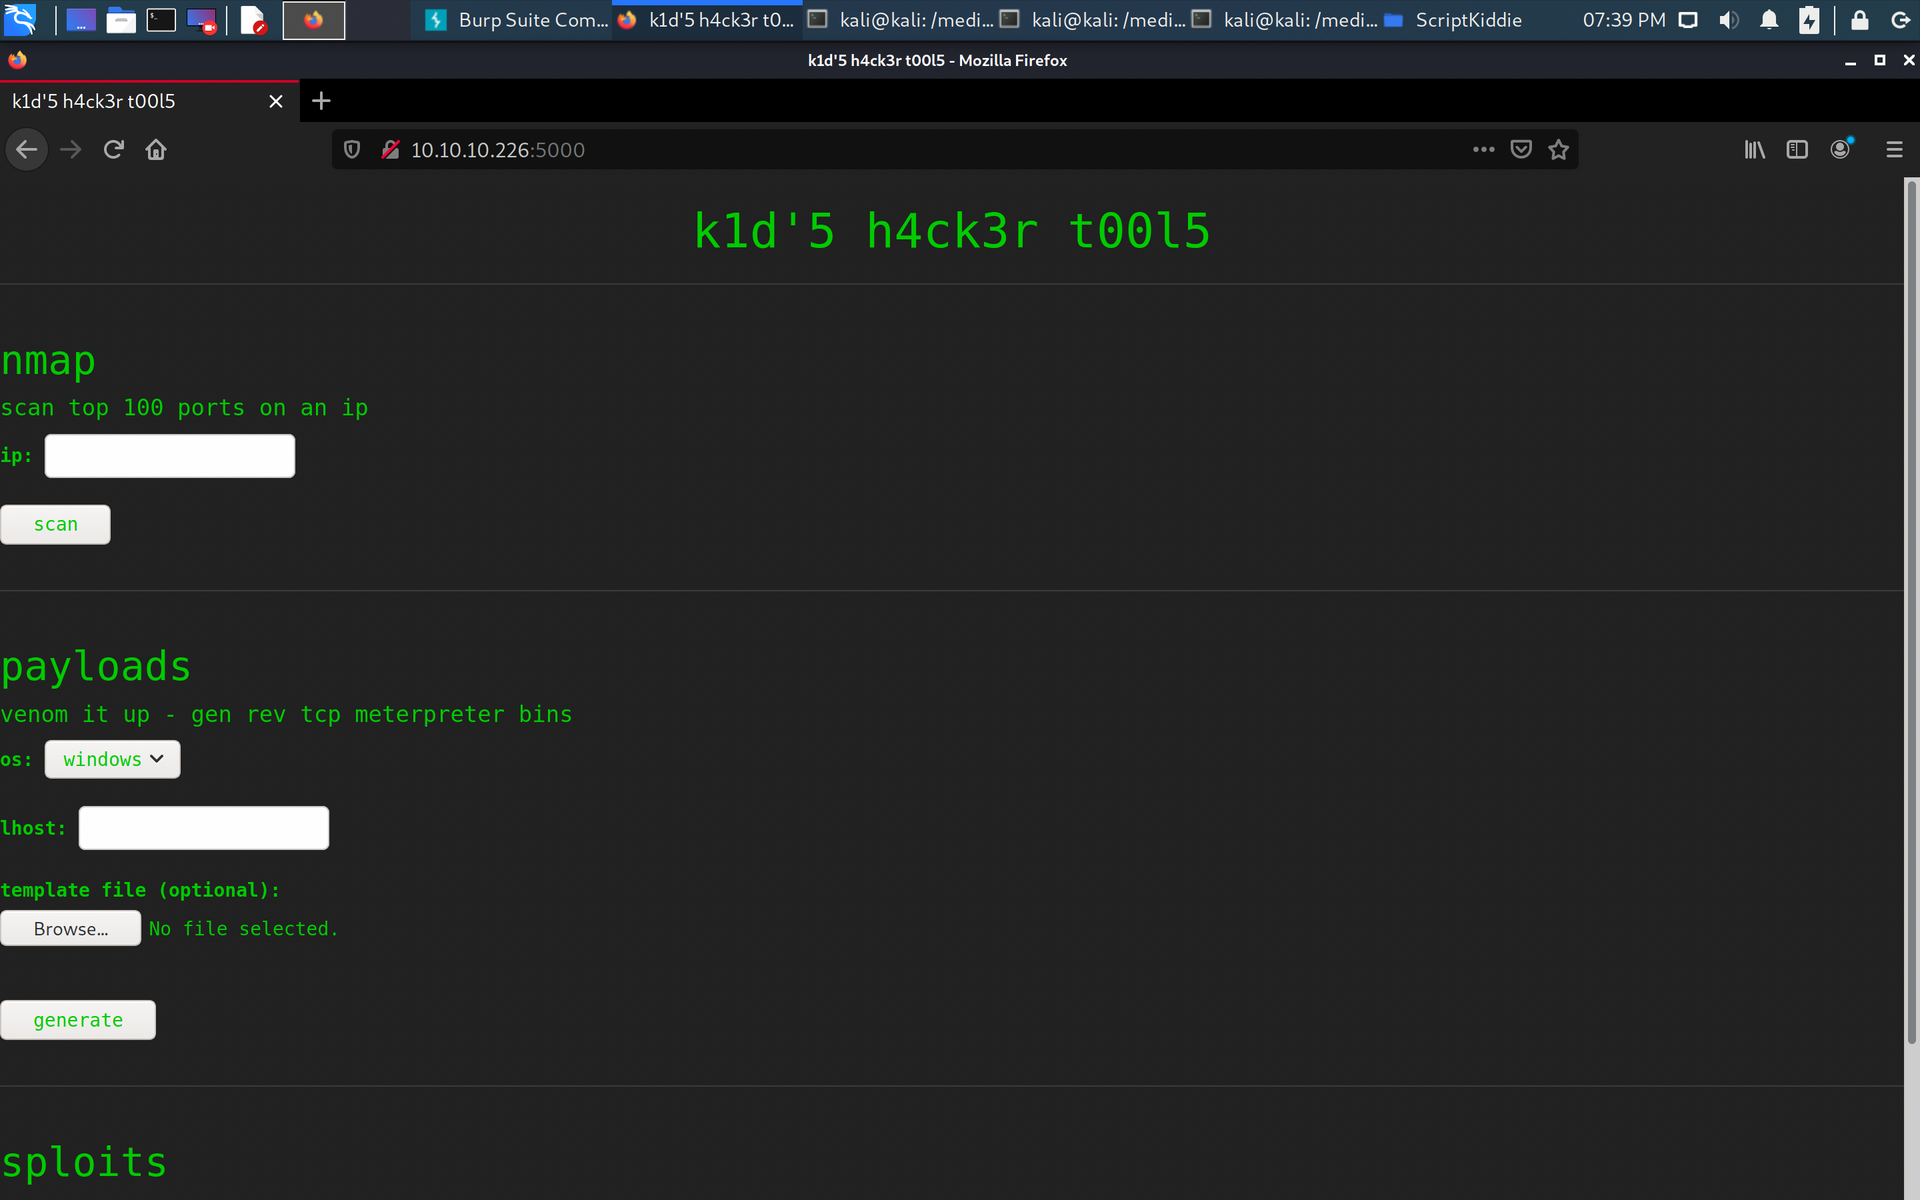 Burp Suite Com... k1d'5 h4ck3r t0... kali@kali: /medi... kali@kali: /medi... kali@kali: /medi... ScriptKiddie 07:39 PM
k1d'5 h4ck3r t00l5 - Mozilla Firefox
k1d'5 h4ck3r t00l5
10.10.10.226:5000
k1d'5 h4ck3r t00l5
nmap
scan top 100 ports on an ip
ip:
scan
payloads
venom it up - gen rev tcp meterpreter bins
os: windows
lhost:
template file (optional):
Browse... No file selected.
generate
sploits